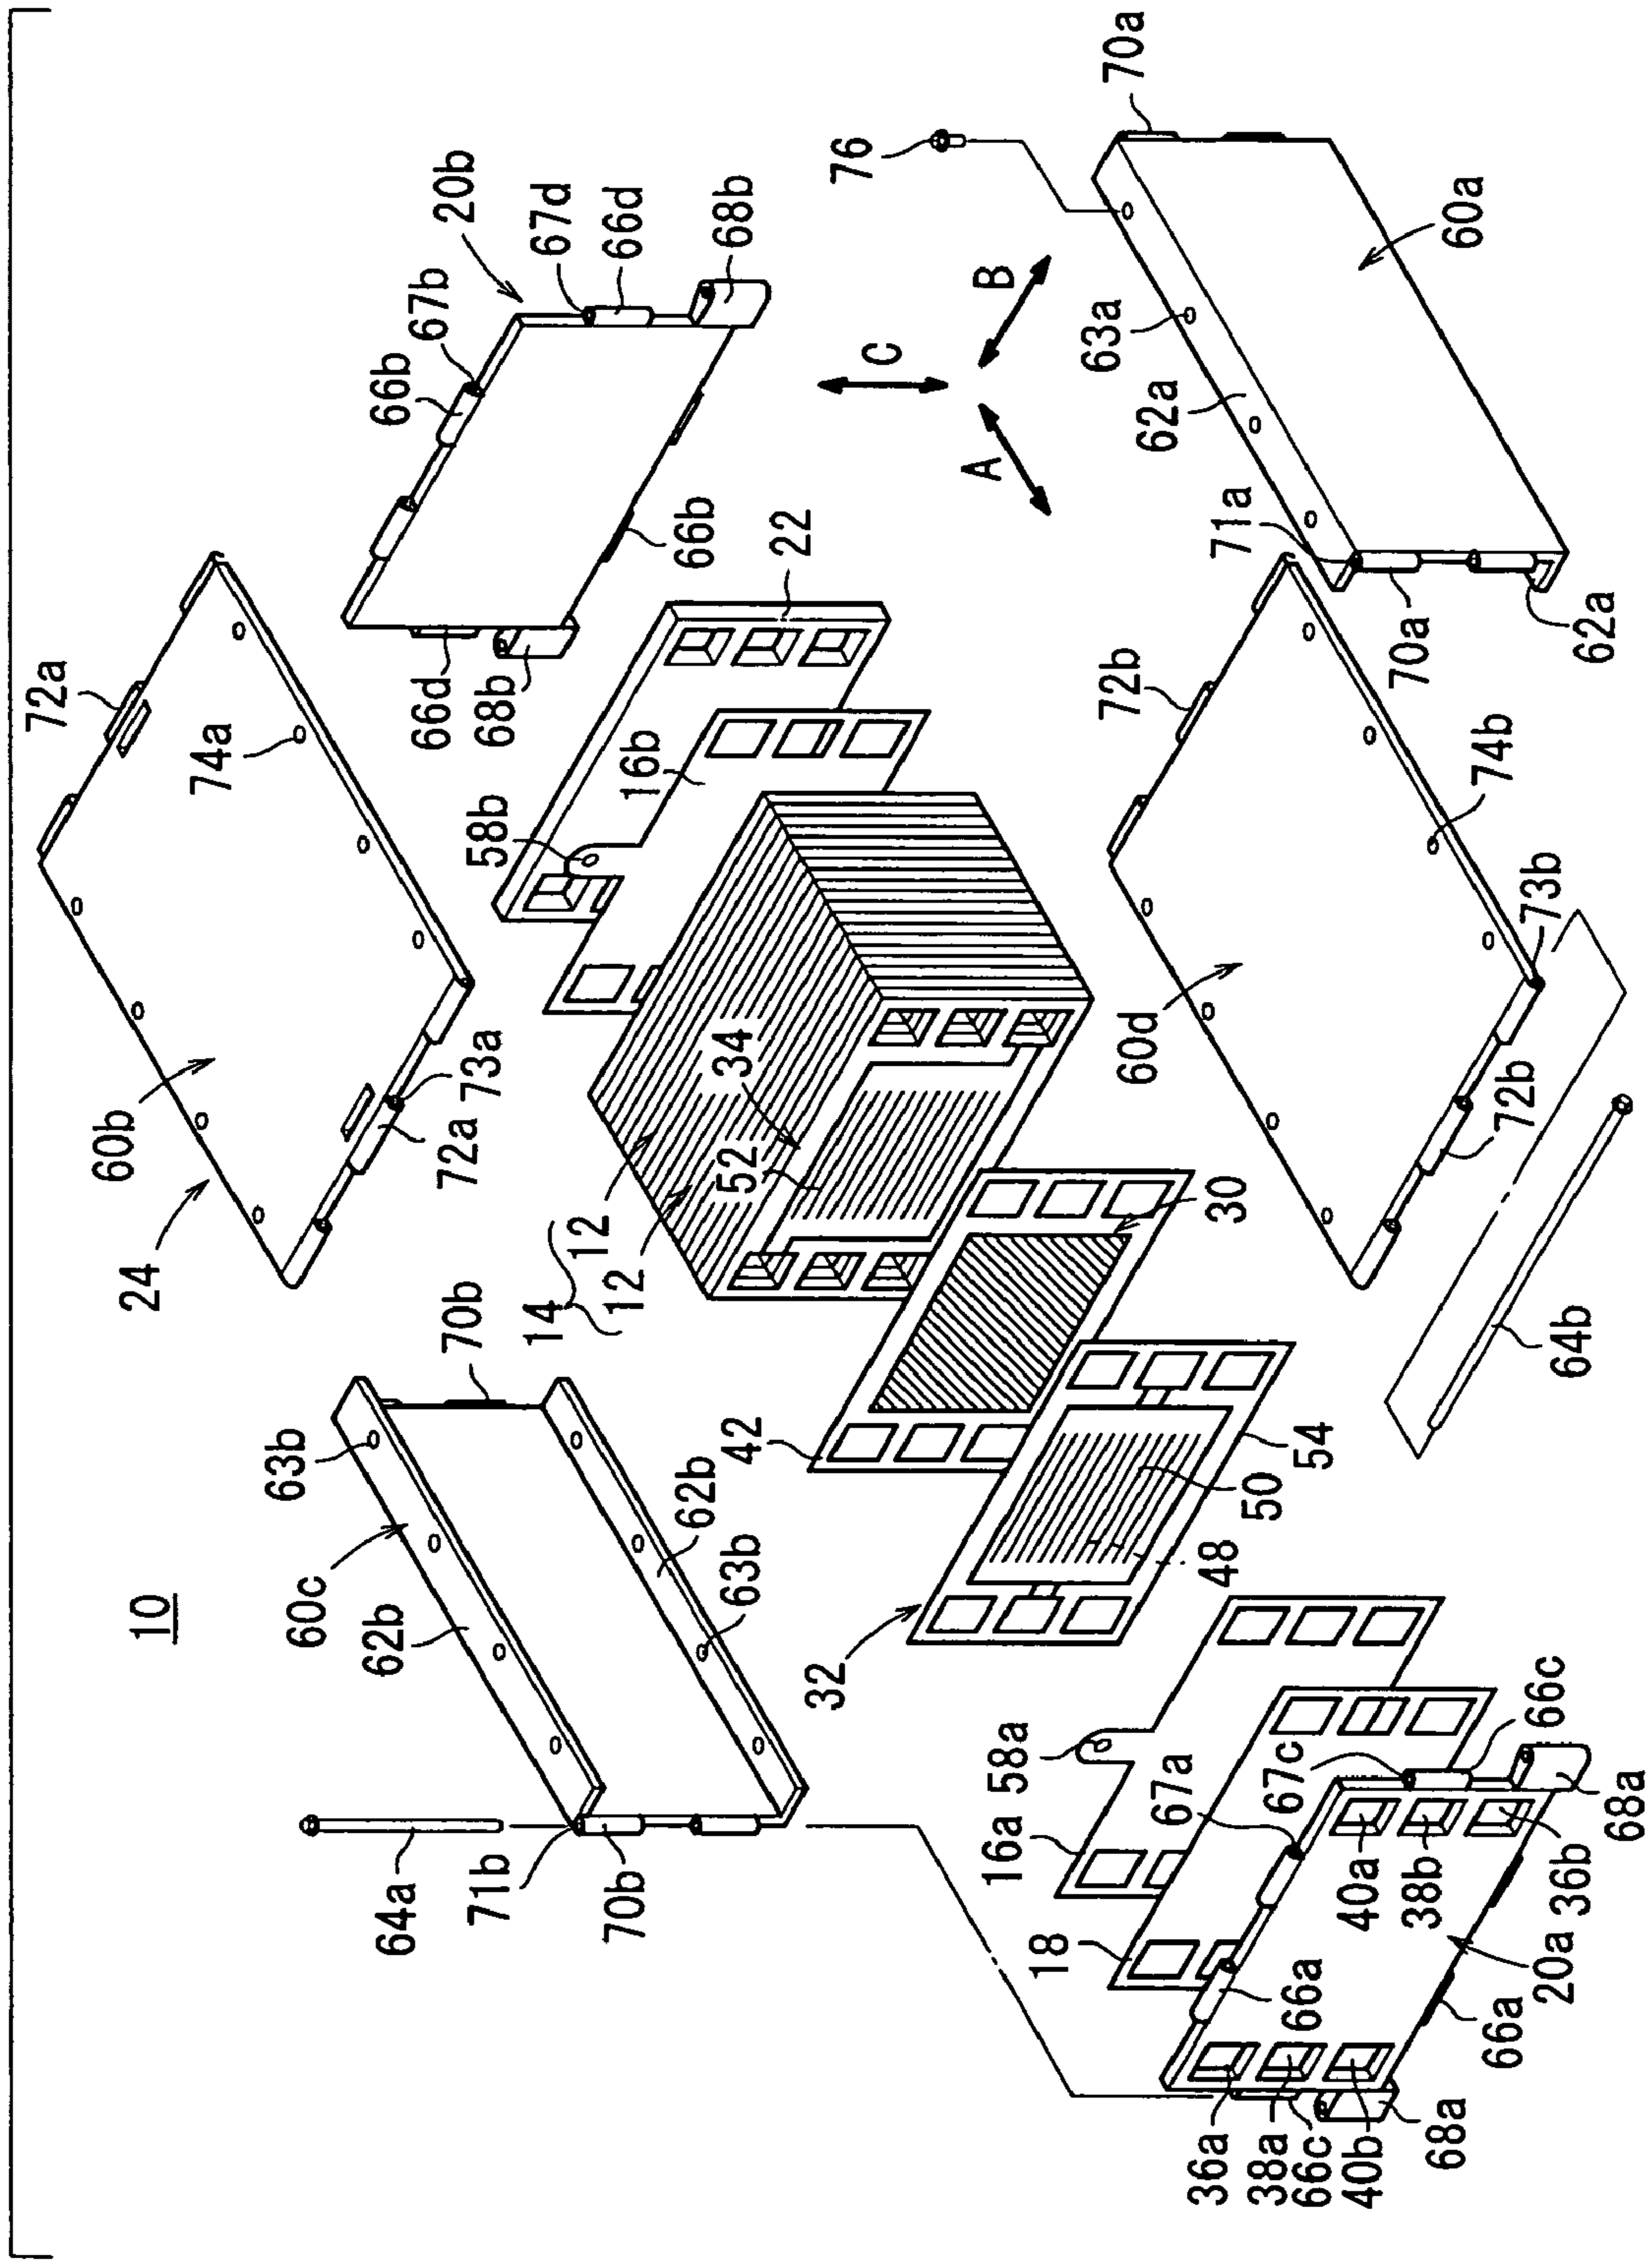 10
24
60b
72a
74a
72a
73a
66b
67b
20b
67d
66d
68b
66d
68b
66b
22
16b
58b
C
B
A
76
70a
63a
62a
60a
71a
70a
62a
63b
70b
60c
62b
62b
63b
14
12
12
52
34
72b
74b
60d
73b
72b
64b
64a
71b
70b
42
30
32
50
54
48
58a
16a
18
67a
67c
66c
66a
40a
38b
36b
68a
20a
66a
36a
38a
66c
40b
68a